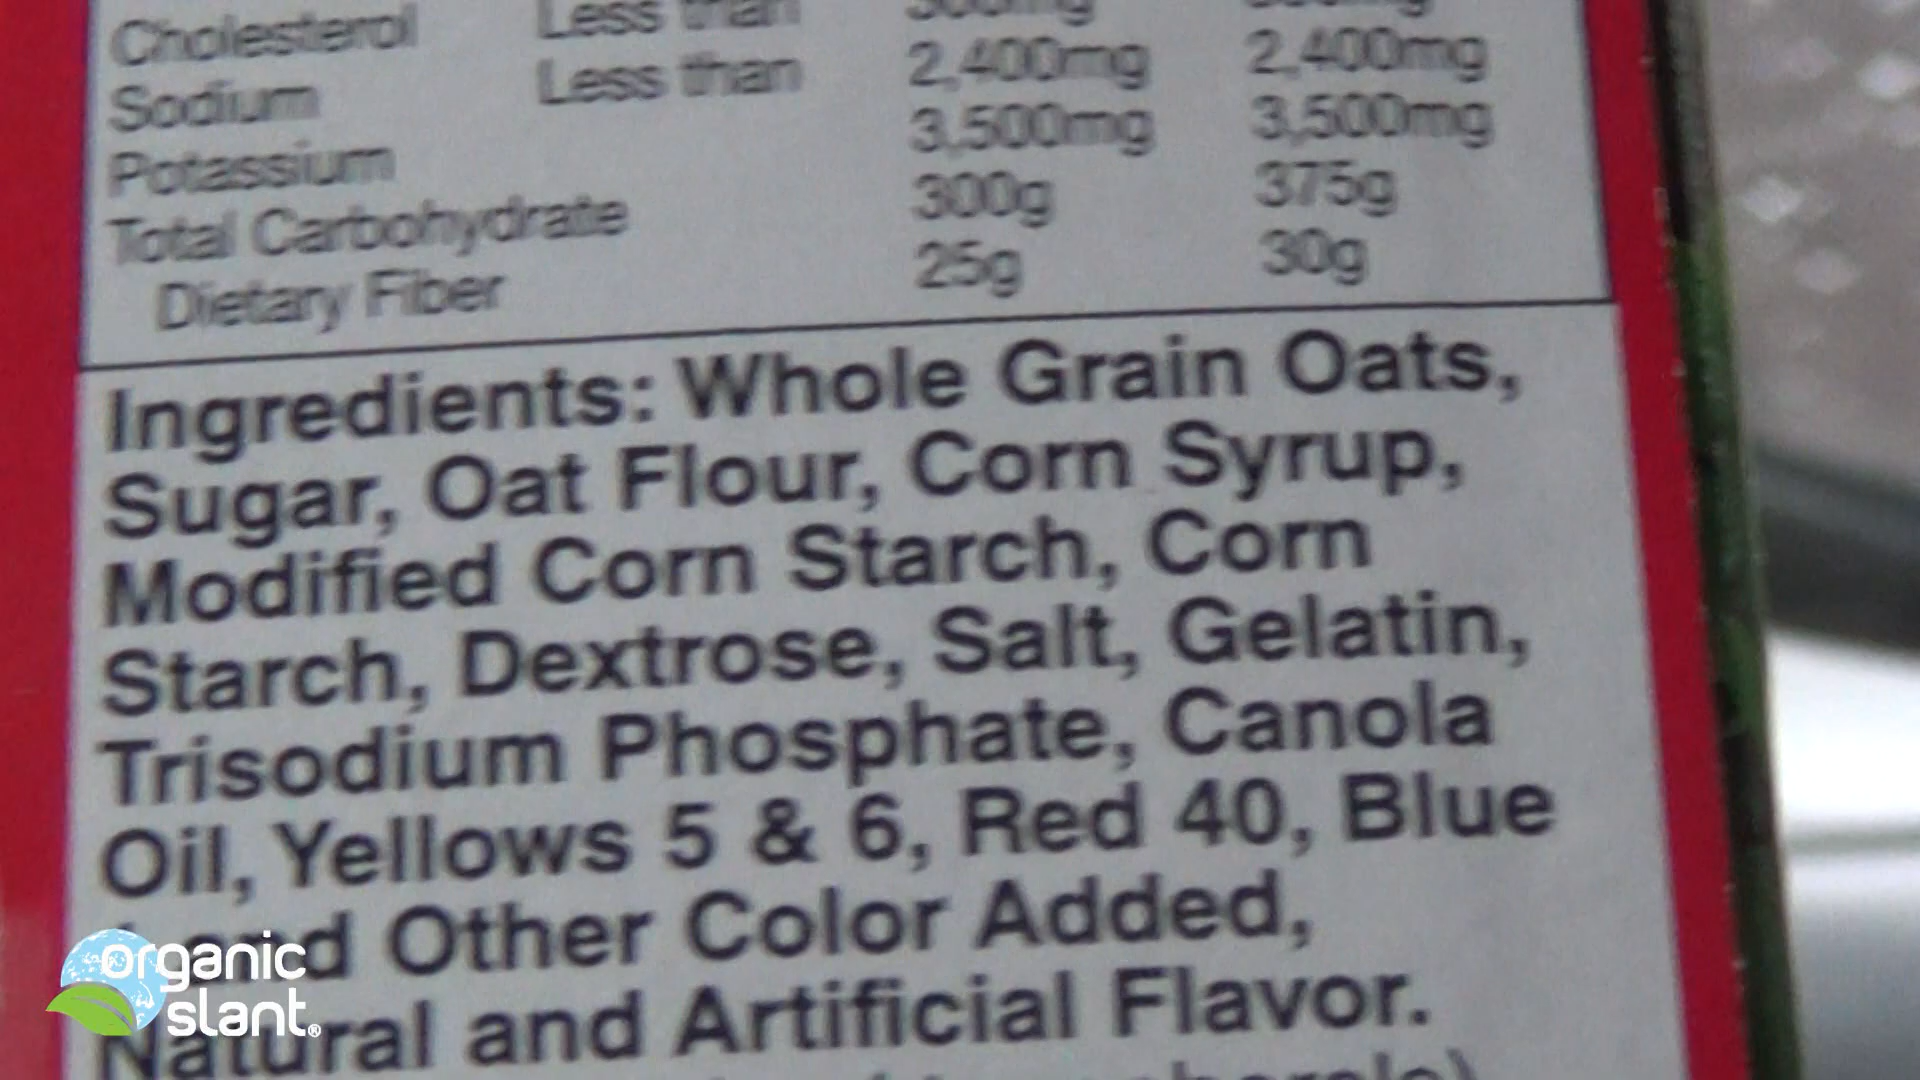 Cholesterol Less than 300mg
Sodium Less than 2,400mg 2,400mg
Potassium 3,500mg 3,500mg
Total Carbohydrate 300g 375g
Dietary Fiber 25g 30g
Ingredients: Whole Grain Oats,
Sugar, Oat Flour, Corn Syrup,
Modified Corn Starch, Corn
Starch, Dextrose, Salt, Gelatin,
Trisodium Phosphate, Canola
Oil, Yellows 5 & 6, Red 40, Blue
and Other Color Added,
Natural and Artificial Flavor.
organic
slant®